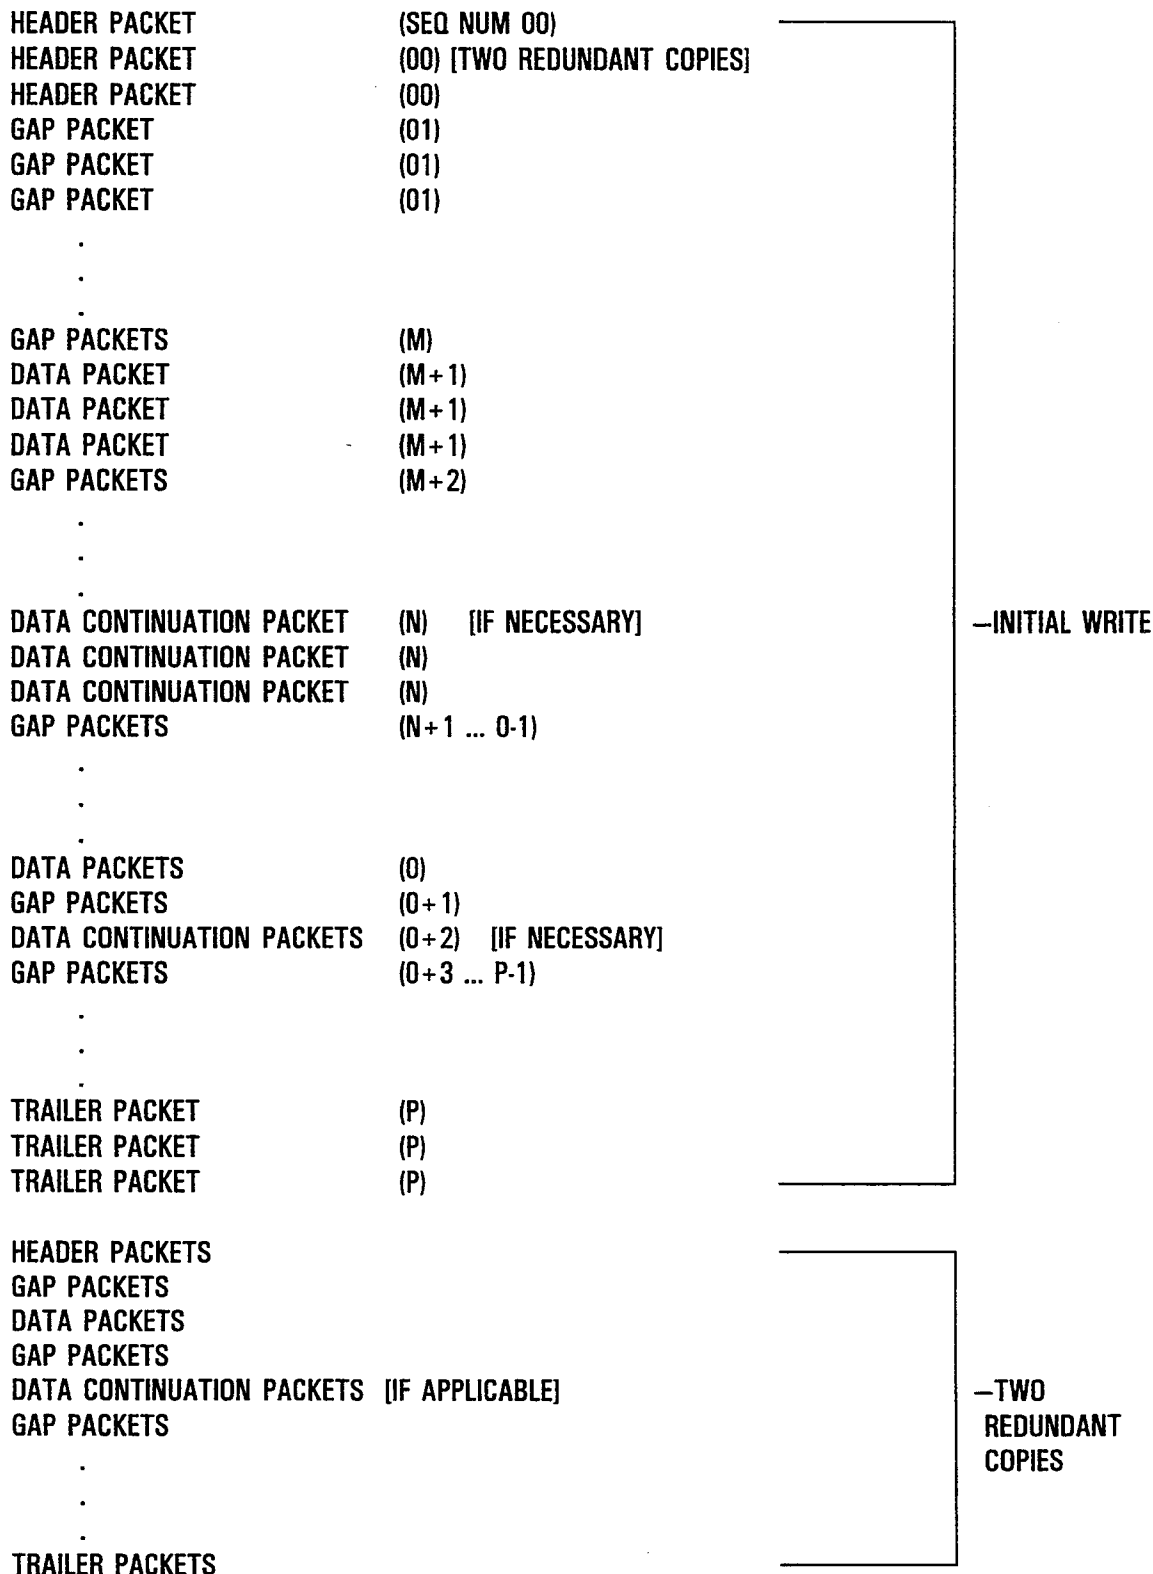 HEADER PACKET (SEQ NUM 00)
HEADER PACKET (00) [TWO REDUNDANT COPIES]
HEADER PACKET (00)
GAP PACKET (01)
GAP PACKET (01)
GAP PACKET (01)
.
.
.
GAP PACKETS (M)
DATA PACKET (M+1)
DATA PACKET (M+1)
DATA PACKET (M+1)
GAP PACKETS (M+2)
.
.
.
DATA CONTINUATION PACKET (N) [IF NECESSARY] —INITIAL WRITE
DATA CONTINUATION PACKET (N)
DATA CONTINUATION PACKET (N)
GAP PACKETS (N+1 ... O-1)
.
.
.
DATA PACKETS (O)
GAP PACKETS (O+1)
DATA CONTINUATION PACKETS (O+2) [IF NECESSARY]
GAP PACKETS (O+3 ... P-1)
.
.
.
TRAILER PACKET (P)
TRAILER PACKET (P)
TRAILER PACKET (P)
HEADER PACKETS
GAP PACKETS
DATA PACKETS
GAP PACKETS
DATA CONTINUATION PACKETS [IF APPLICABLE] —TWO
GAP PACKETS REDUNDANT
. COPIES
.
.
TRAILER PACKETS